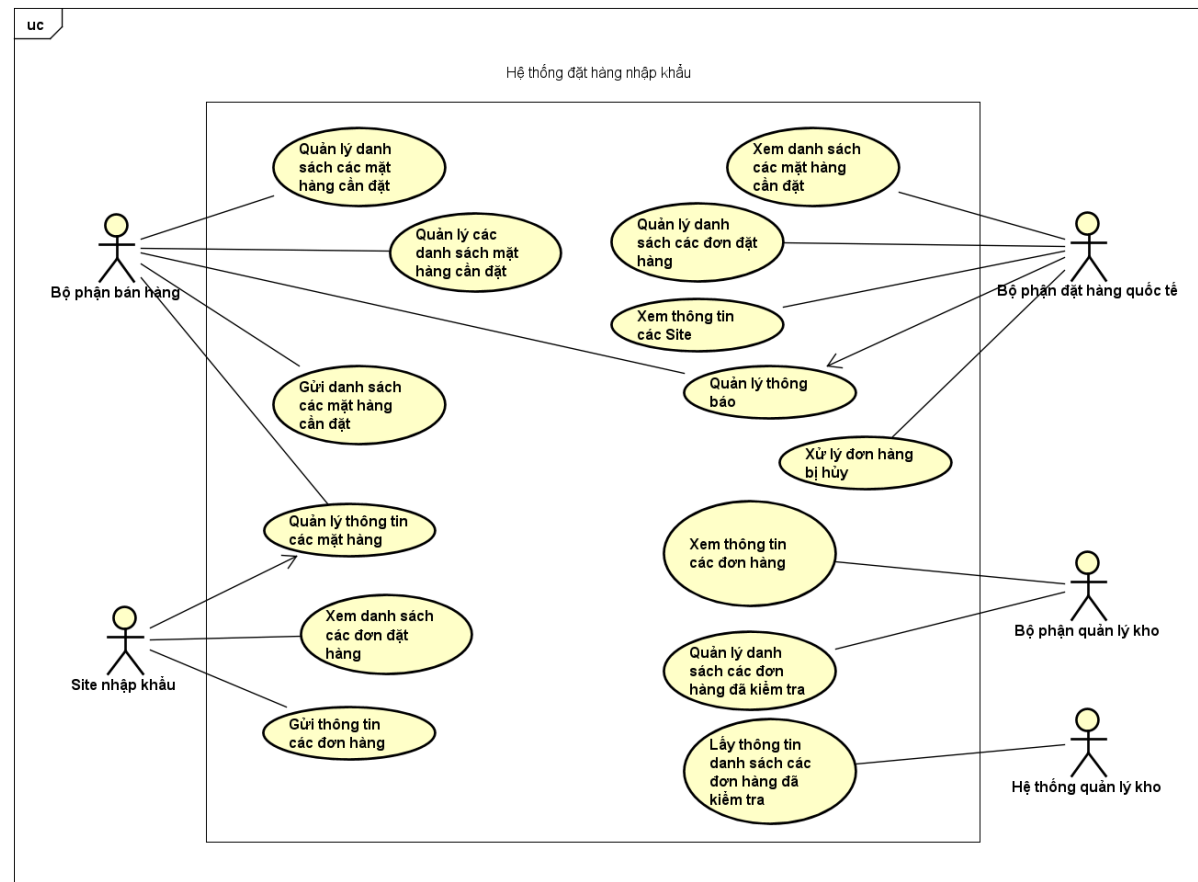 uc
Hệ thống đặt hàng nhập khẩu
Quản lý danh
sách các mặt
hàng cần đặt
Xem danh sách
các mặt hàng
cần đặt
Quản lý các
danh sách mặt
hàng cần đặt
Quản lý danh
sách các đơn đặt
hàng
Bộ phận bán hàng
Bộ phận đặt hàng quốc tế
Xem thông tin
các Site
Gửi danh sách
các mặt hàng
cần đặt
Quản lý thông
báo
Xử lý đơn hàng
bị hủy
Quản lý thông tin
các mặt hàng
Xem thông tin
các đơn hàng
Xem danh sách
các đơn đặt
hàng
Bộ phận quản lý kho
Site nhập khẩu
Quản lý danh
sách các đơn
hàng đã kiểm tra
Gửi thông tin
các đơn hàng
Lấy thông tin
danh sách các
đơn hàng đã
kiểm tra
Hệ thống quản lý kho